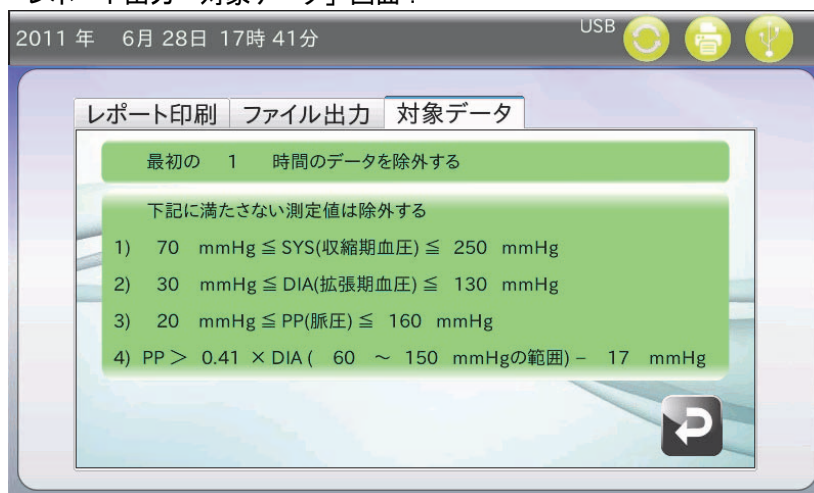 レポート出力「対象データ」画面：
2011 年 6月 28日 17時 41分 USB
レポート印刷 ファイル出力 対象データ
最初の 1 時間のデータを除外する
下記に満たさない測定値は除外する
1) 70 mmHg ≦ SYS(収縮期血圧) ≦ 250 mmHg
2) 30 mmHg ≦ DIA(拡張期血圧) ≦ 130 mmHg
3) 20 mmHg ≦ PP(脈圧) ≦ 160 mmHg
4) PP > 0.41 × DIA ( 60 ～ 150 mmHgの範囲) － 17 mmHg